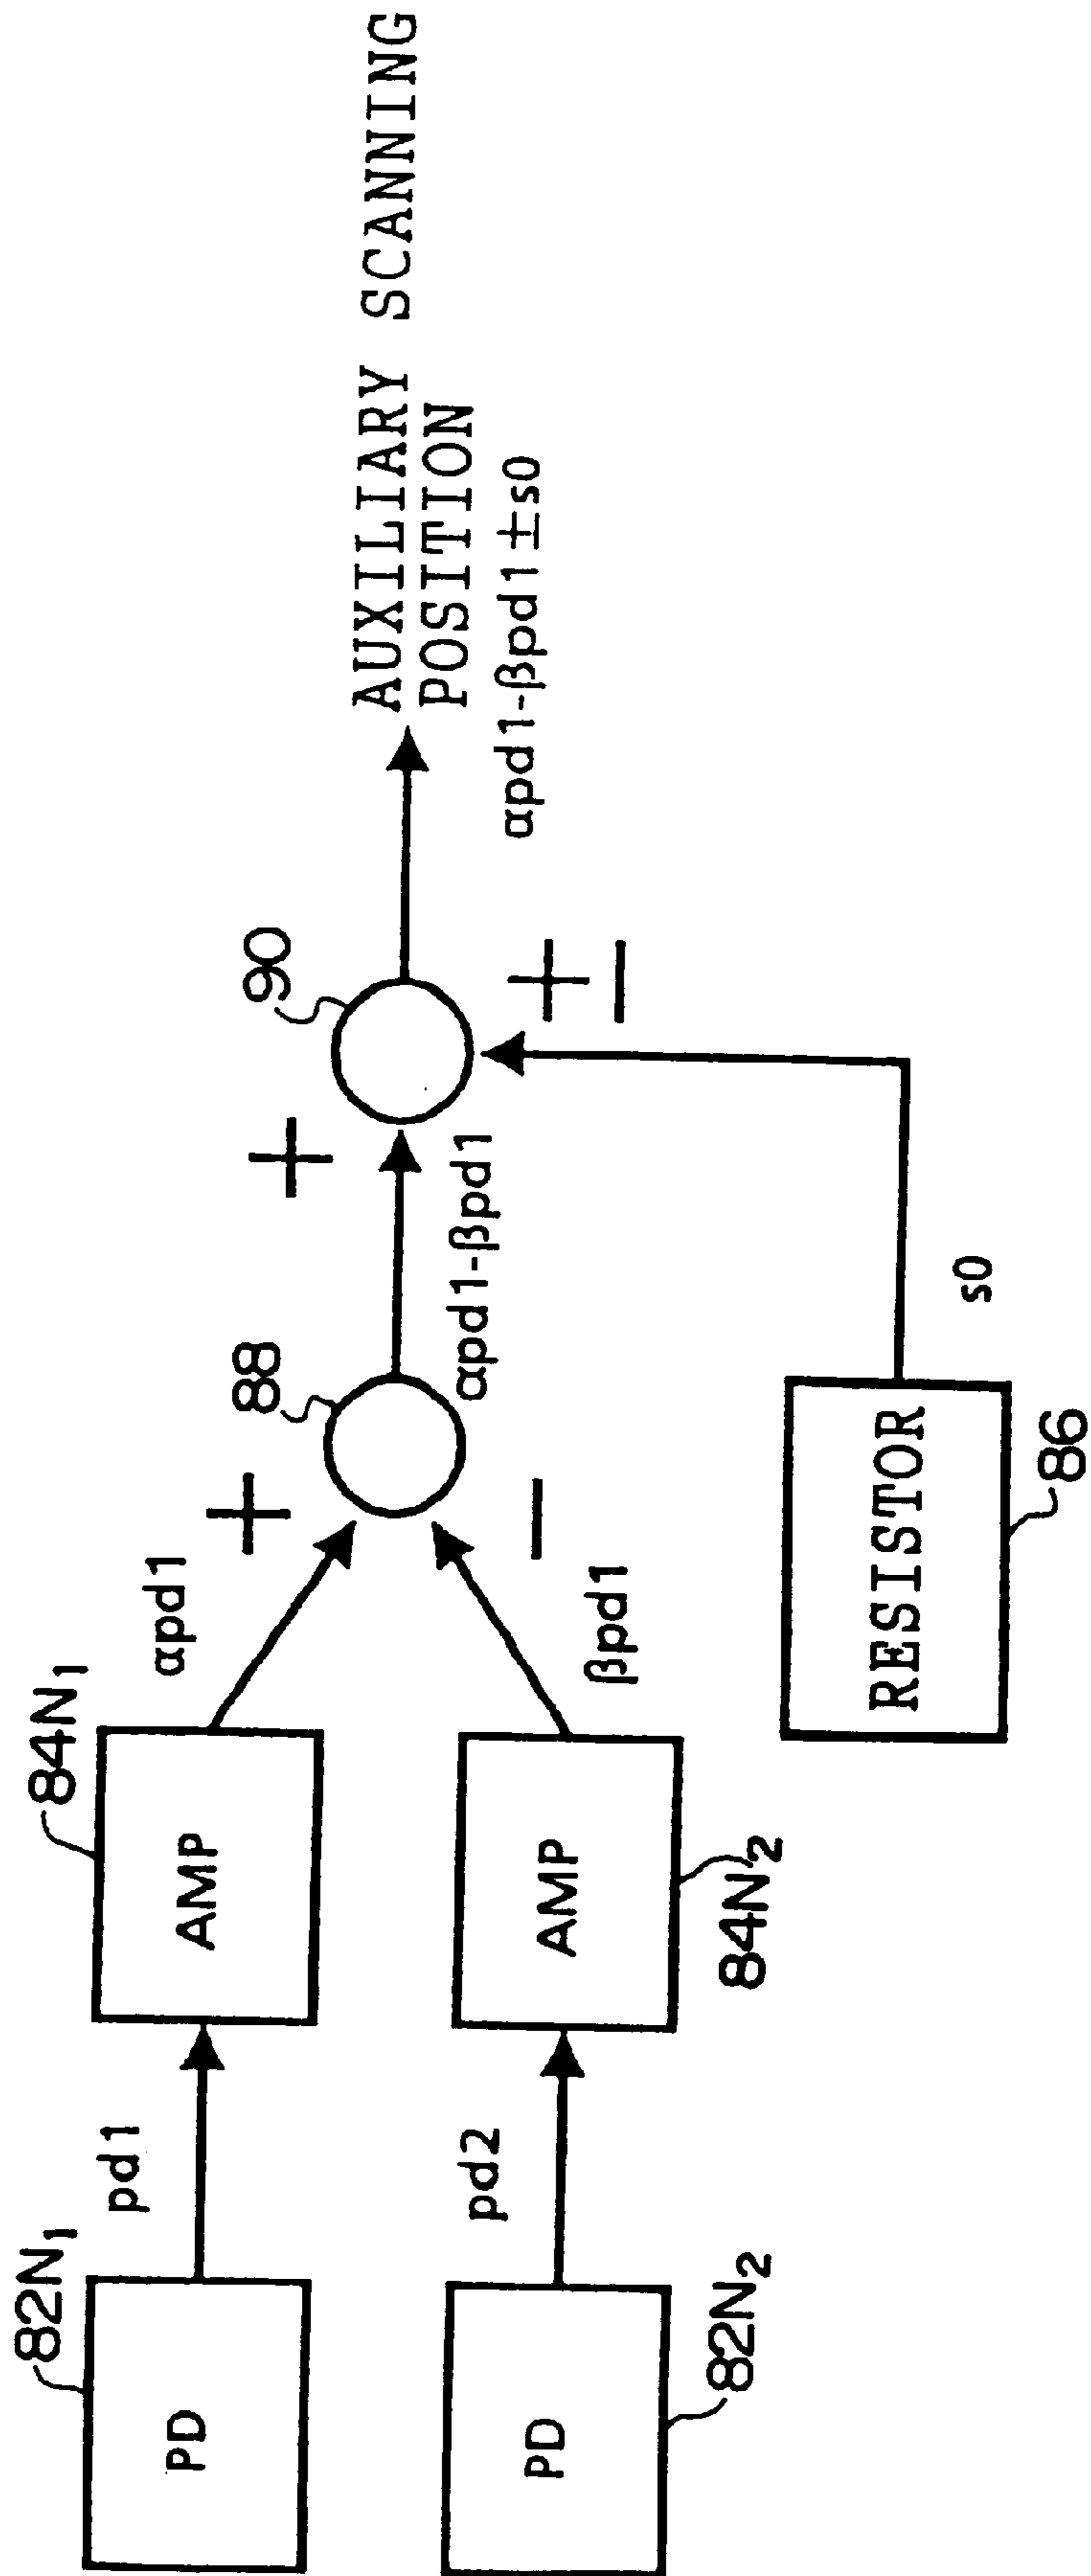 82N1
84N1
PD
pd1
AMP
αpd1
+
88
+
90
αpd1-βpd1
AUXILIARY SCANNING
POSITION
αpd1-βpd1±s0
PD
pd2
AMP
βpd1
−
+
−
82N2
84N2
RESISTOR
s0
86